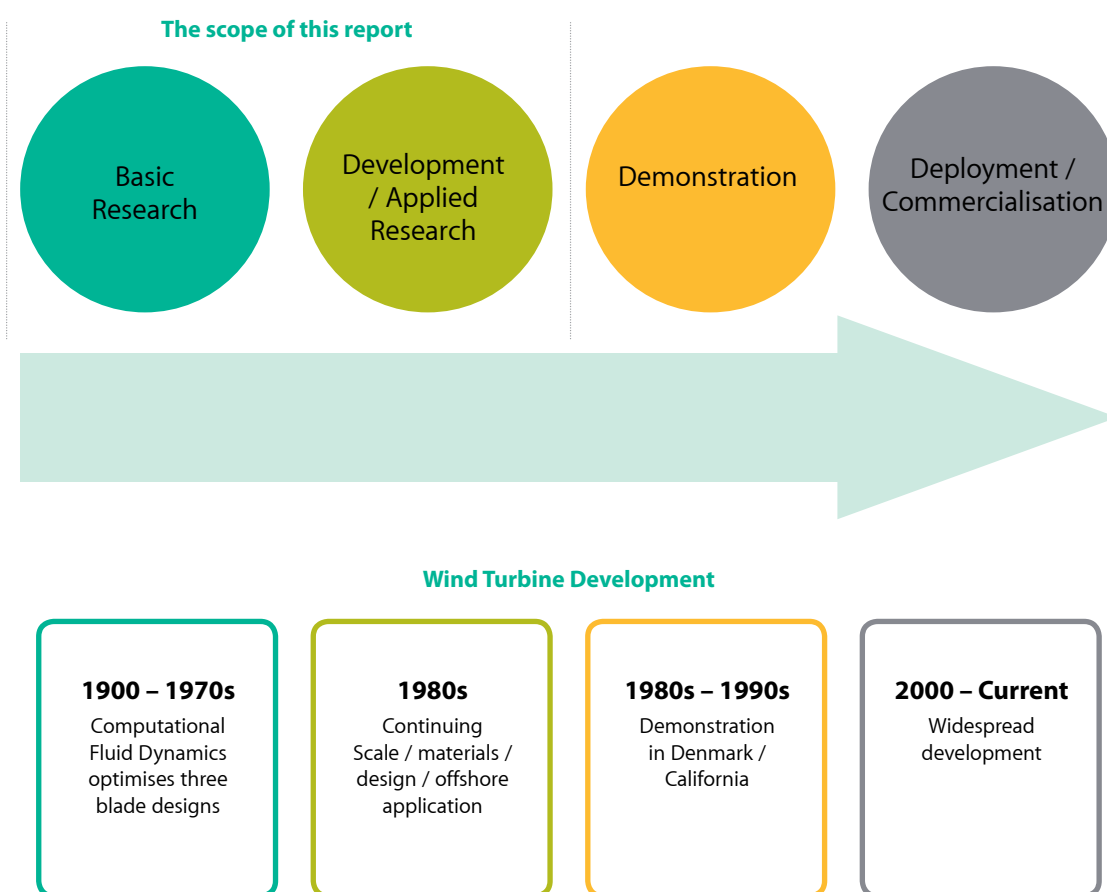 The scope of this report
Basic
Research
Development
/ Applied
Research
Demonstration
Deployment /
Commercialisation
Wind Turbine Development
1900 – 1970s
Computational
Fluid Dynamics
optimises three
blade designs
1980s
Continuing
Scale / materials /
design / offshore
application
1980s – 1990s
Demonstration
in Denmark /
California
2000 – Current
Widespread
development